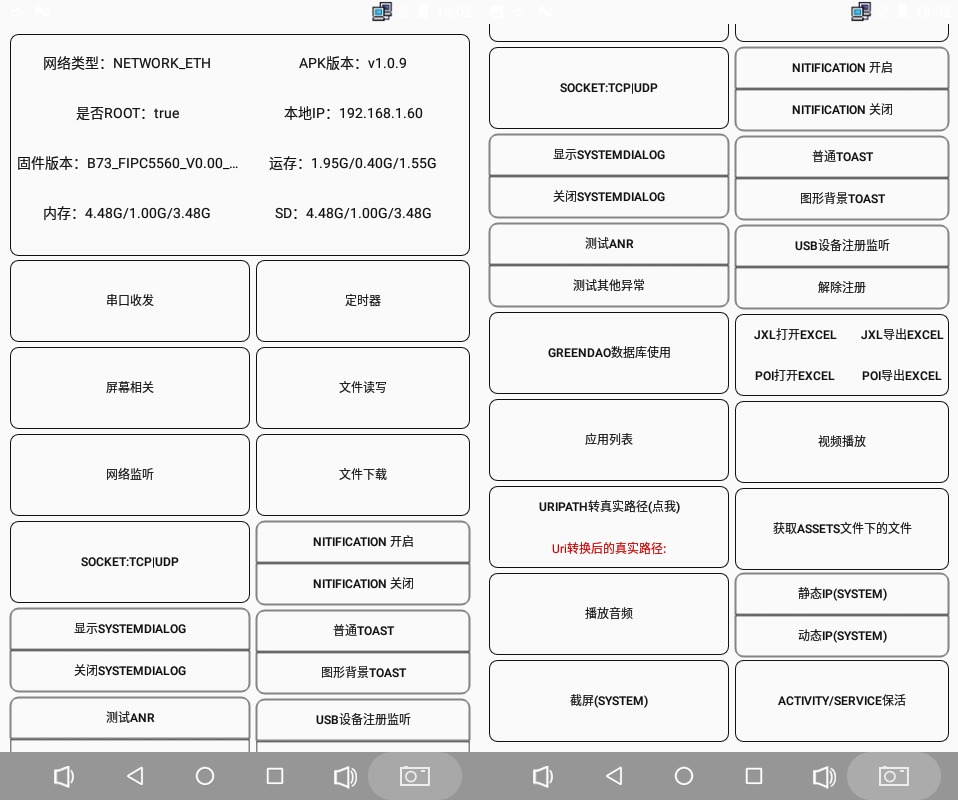 网络类型：NETWORK_ETH
APK版本：v1.0.9
是否ROOT：true
本地IP：192.168.1.60
固件版本：B73_FIPC5560_V0.00_...
运存：1.95G/0.40G/1.55G
内存：4.48G/1.00G/3.48G
SD：4.48G/1.00G/3.48G
串口收发
定时器
屏幕相关
文件读写
网络监听
文件下载
SOCKET:TCP|UDP
NITIFICATION 开启
NITIFICATION 关闭
显示SYSTEMDIALOG
关闭SYSTEMDIALOG
普通TOAST
图形背景TOAST
测试ANR
USB设备注册监听
SOCKET:TCP|UDP
NITIFICATION 开启
NITIFICATION 关闭
显示SYSTEMDIALOG
关闭SYSTEMDIALOG
普通TOAST
图形背景TOAST
测试ANR
测试其他异常
USB设备注册监听
解除注册
GREENDAO数据库使用
JXL打开EXCEL
JXL导出EXCEL
POI打开EXCEL
POI导出EXCEL
应用列表
视频播放
URIPATH转真实路径(点我)
Uri转换后的真实路径:
获取ASSETS文件下的文件
播放音频
静态IP(SYSTEM)
动态IP(SYSTEM)
截屏(SYSTEM)
ACTIVITY/SERVICE保活